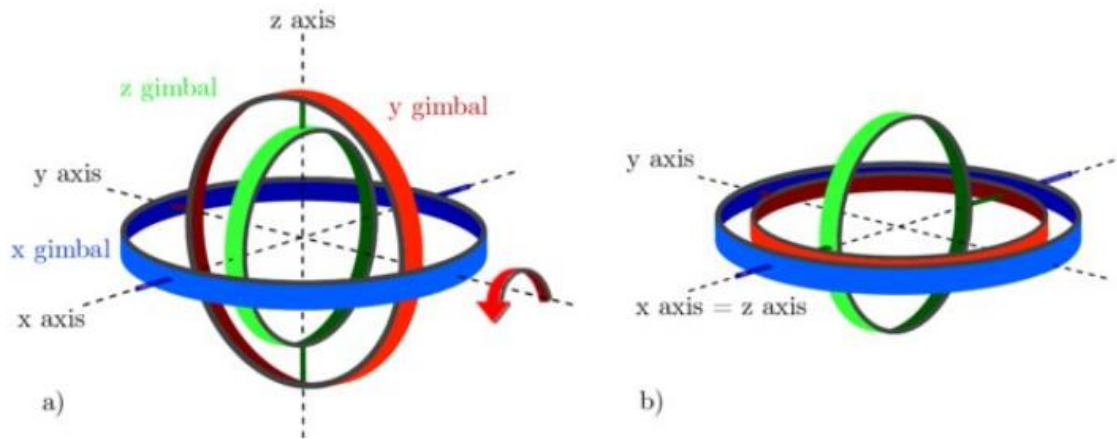 z axis
z gimbal
y gimbal
y axis
x gimbal
x axis
a)
y axis
x axis = z axis
b)